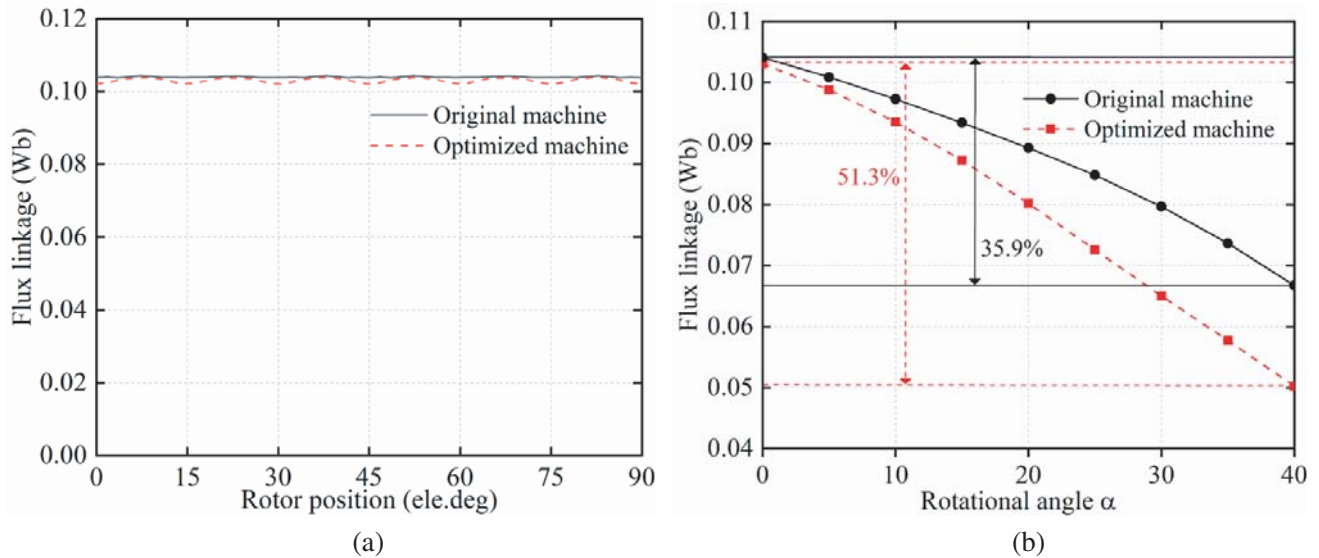 0.12
0.10
0.08
0.06
0.04
0.02
0.00
Flux linkage (Wb)
Original machine
Optimized machine
0 15 30 45 60 75 90
Rotor position (ele.deg)
(a)
0.11
0.10
0.09
0.08
0.07
0.06
0.05
0.04
Flux linkage (Wb)
Original machine
Optimized machine
51.3%
35.9%
0 10 20 30 40
Rotational angle α
(b)